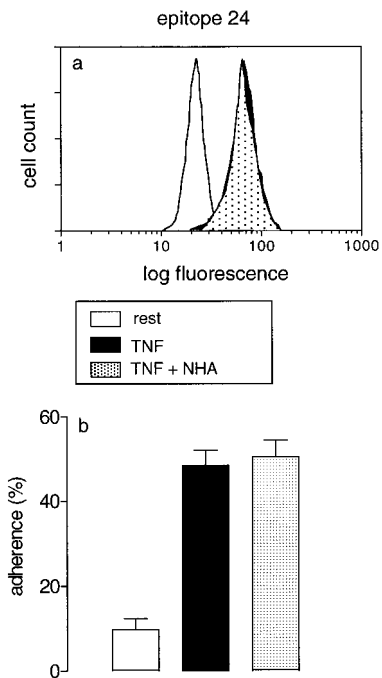 epitope 24
a
cell count
1 10 100 1000
log fluorescence
rest
TNF
TNF + NHA
b
60
40
20
0
adherence (%)